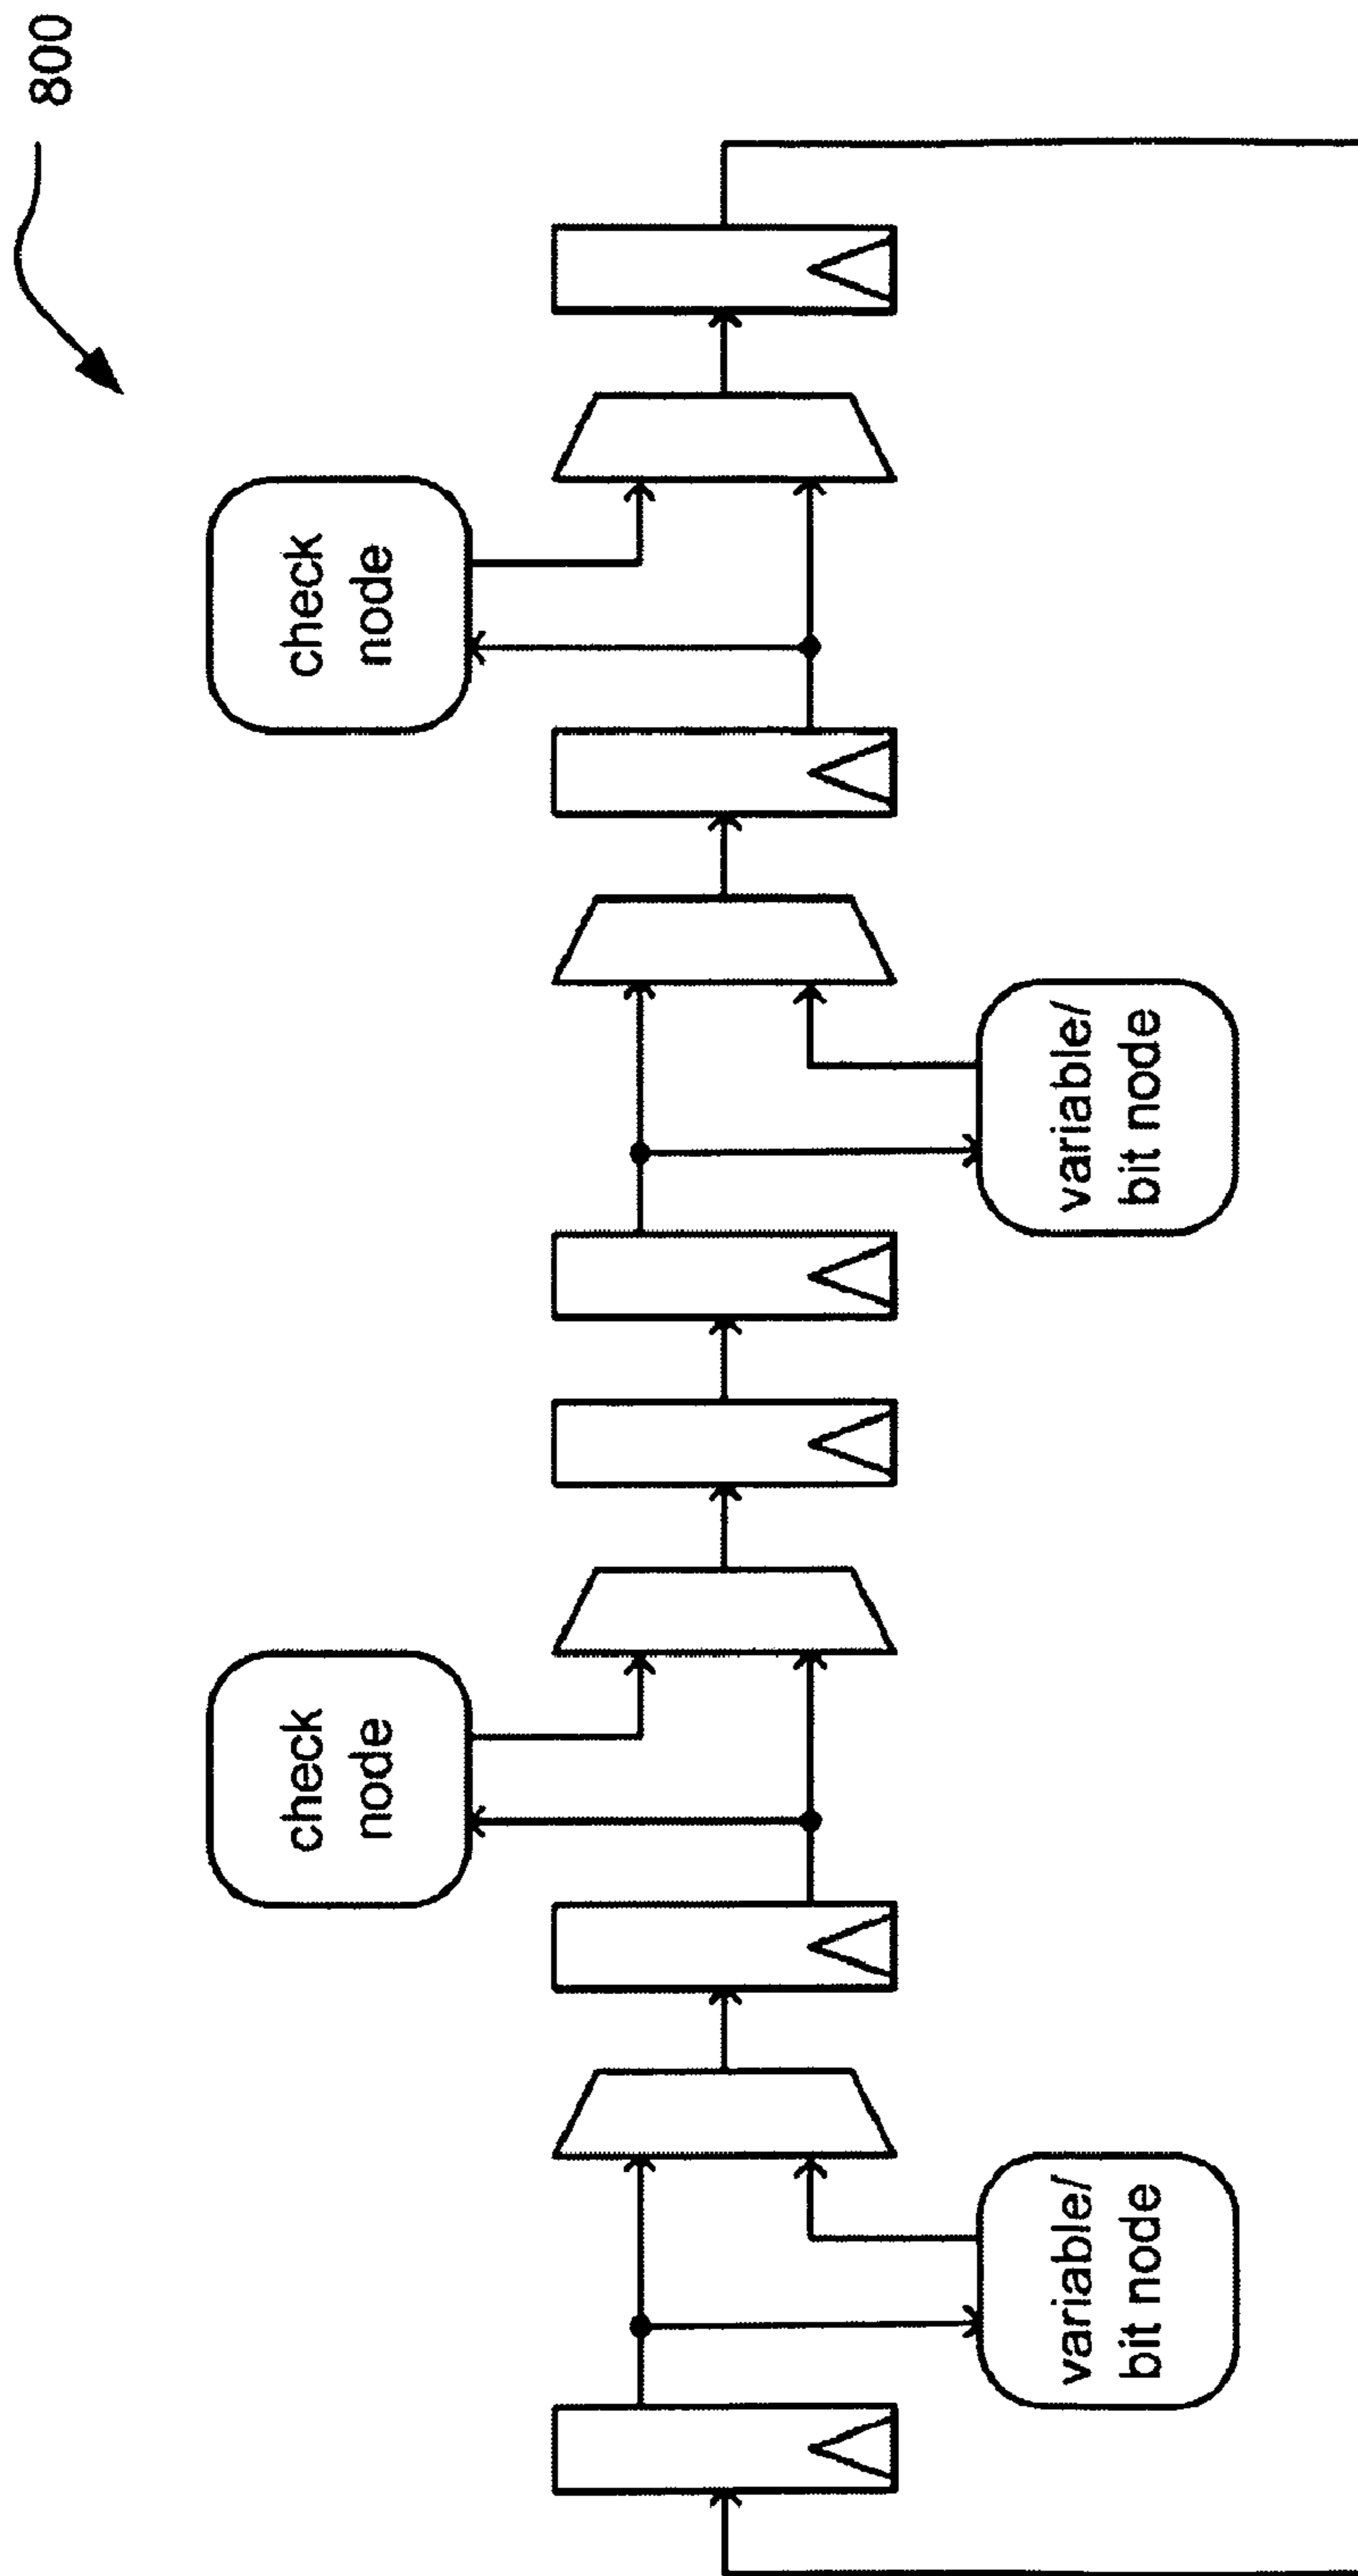 800
variable/
bit node
check
node
variable/
bit node
check
node